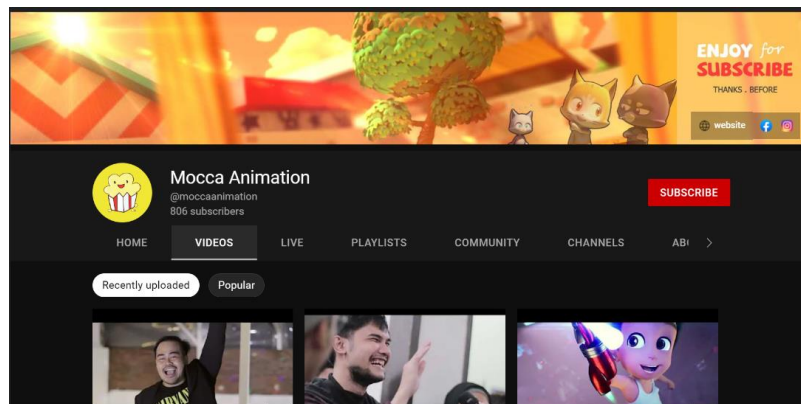 ENJOY for
SUBSCRIBE
THANKS . BEFORE
website
Mocca Animation
@moccaanimation
806 subscribers
SUBSCRIBE
HOME VIDEOS LIVE PLAYLISTS COMMUNITY CHANNELS
Recently uploaded Popular